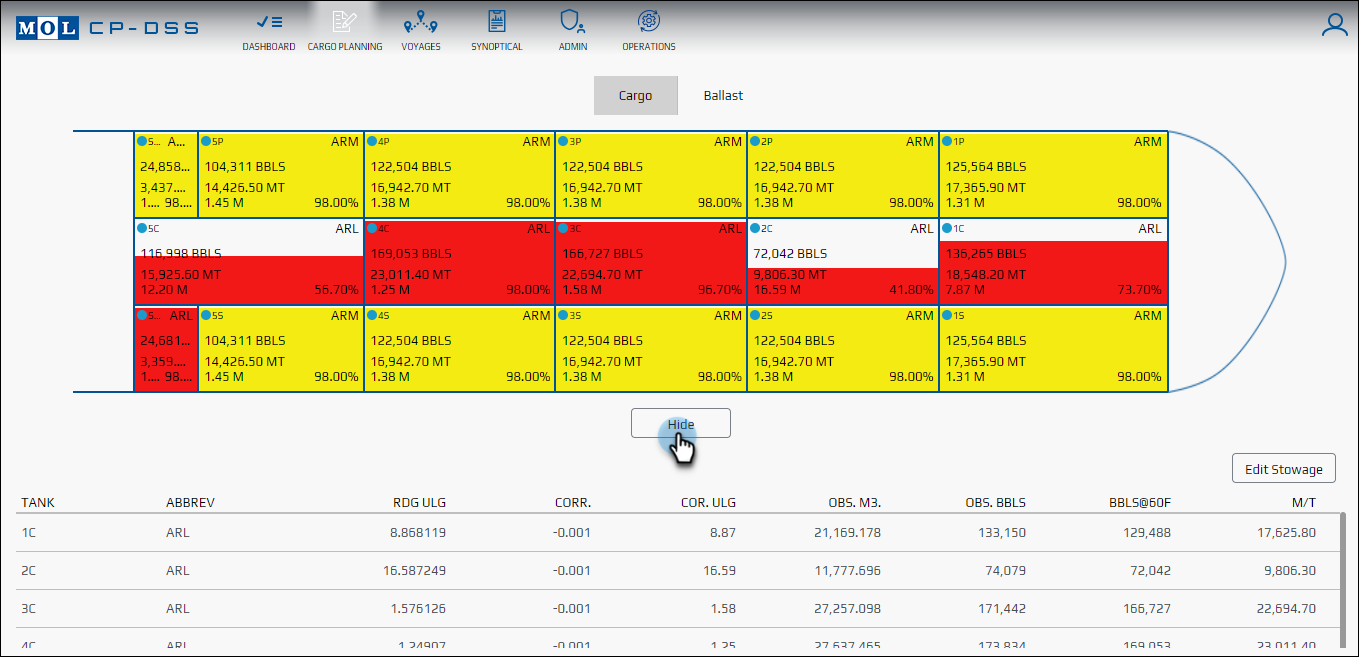 MOL CP-DSS
DASHBOARD CARGO PLANNING VOYAGES SYNOPTICAL ADMIN OPERATIONS
Cargo Ballast
5... A... 5P ARM 4P ARM 3P ARM 2P ARM 1P ARM
24,858... 104,311 BBLS 122,504 BBLS 122,504 BBLS 122,504 BBLS 125,564 BBLS
3,437.... 14,426.50 MT 16,942.70 MT 16,942.70 MT 16,942.70 MT 17,365.90 MT
1.... 98.... 1.45 M 98.00% 1.38 M 98.00% 1.38 M 98.00% 1.38 M 98.00% 1.31 M 98.00%
5C ARL 4C ARL 3C ARL 2C ARL 1C ARL
116,998 BBLS 169,053 BBLS 166,727 BBLS 72,042 BBLS 136,265 BBLS
15,925.60 MT 23,011.40 MT 22,694.70 MT 9,806.30 MT 18,548.20 MT
12.20 M 56.70% 1.25 M 98.00% 1.58 M 96.70% 16.59 M 41.80% 7.87 M 73.70%
5... ARL 5S ARM 4S ARM 3S ARM 2S ARM 1S ARM
24,681... 104,311 BBLS 122,504 BBLS 122,504 BBLS 122,504 BBLS 125,564 BBLS
3,359.... 14,426.50 MT 16,942.70 MT 16,942.70 MT 16,942.70 MT 17,365.90 MT
1.... 98.... 1.45 M 98.00% 1.38 M 98.00% 1.38 M 98.00% 1.38 M 98.00% 1.31 M 98.00%
Hide
Edit Stowage
TANK ABBREV RDG ULG CORR. COR. ULG OBS. M3. OBS. BBLS BBLS@60F M/T
1C ARL 8.868119 -0.001 8.87 21,169.178 133,150 129,488 17,625.80
2C ARL 16.587249 -0.001 16.59 11,777.696 74,079 72,042 9,806.30
3C ARL 1.576126 -0.001 1.58 27,257.098 171,442 166,727 22,694.70
4C ARL 1.24907 -0.001 1.25 27,637.465 173,834 169,053 23,011.40